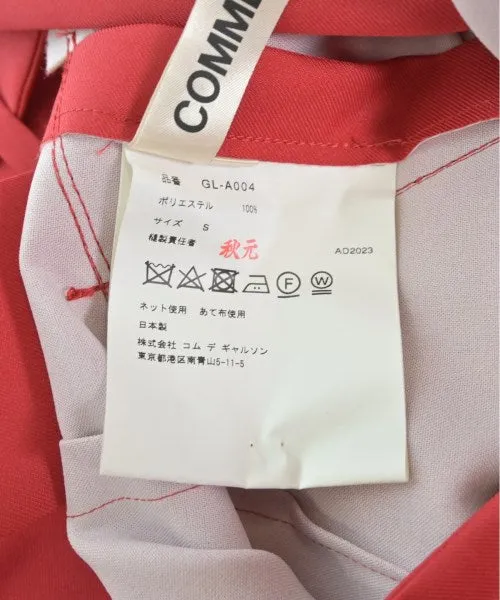 COMME
品番 GL-A004
ポリエステル 100%
サイズ S
縫製責任者 秋元
AD2023
ネット使用 あて布使用
日本製
株式会社 コム デ ギャルソン
東京都港区南青山5-11-5